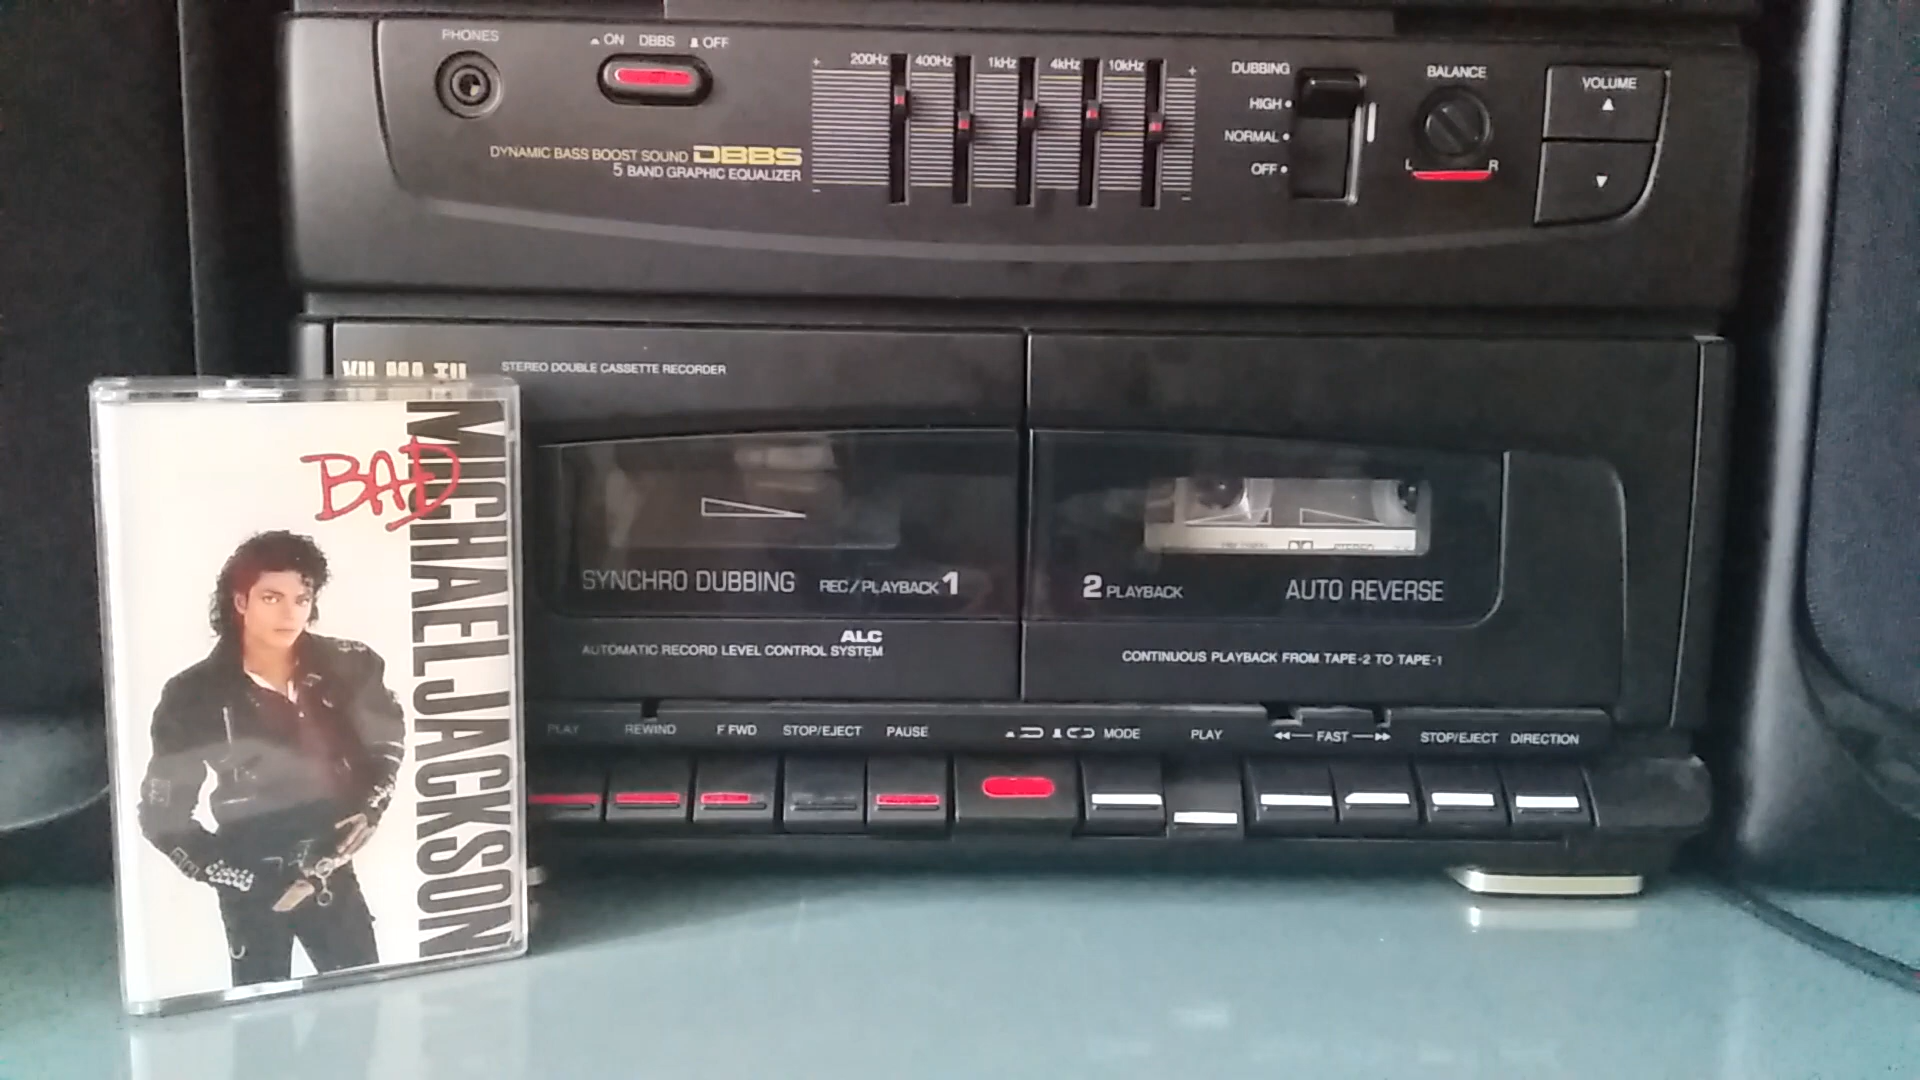 PHONES
ON DBBS OFF
DYNAMIC BASS BOOST SOUND DBBS
5 BAND GRAPHIC EQUALIZER
+ 200Hz 400Hz 1kHz 4kHz 10kHz +
- -
DUBBING
HIGH
NORMAL
OFF
BALANCE
L R
VOLUME
STEREO DOUBLE CASSETTE RECORDER
BAD
MICHAEL JACKSON
SYNCHRO DUBBING REC/PLAYBACK 1
ALC
AUTOMATIC RECORD LEVEL CONTROL SYSTEM
STEREO
2 PLAYBACK AUTO REVERSE
CONTINUOUS PLAYBACK FROM TAPE-2 TO TAPE-1
PLAY REWIND F FWD STOP/EJECT PAUSE MODE PLAY FAST STOP/EJECT DIRECTION